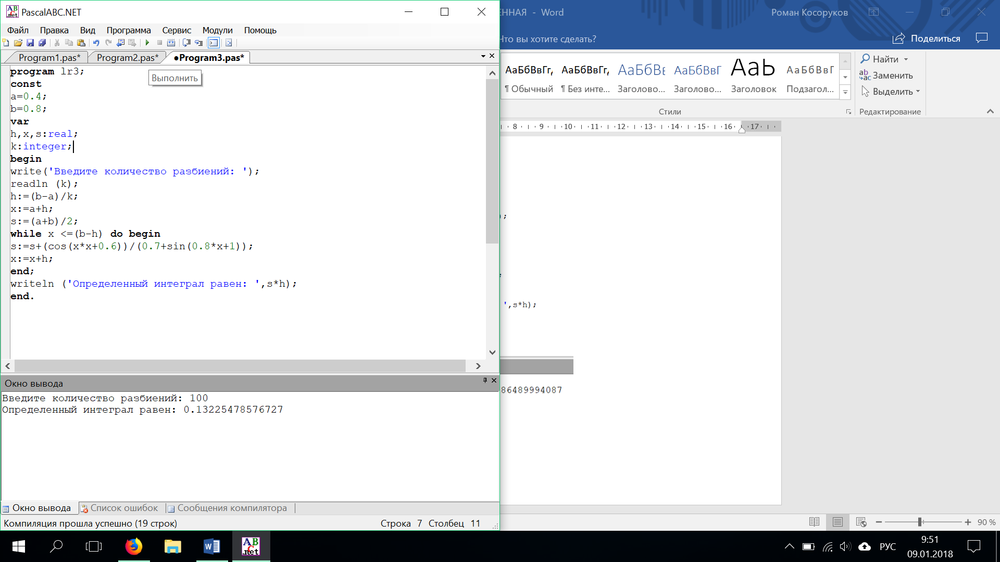 PascalABC.NET
Файл Правка Вид Программа Сервис Модули Помощь
Program1.pas* Program2.pas* ●Program3.pas*
Выполнить
program lr3;
const
a=0.4;
b=0.8;
var
h,x,s:real;
k:integer;
begin
write('Введите количество разбиений: ');
readln (k);
h:=(b-a)/k;
x:=a+h;
s:=(a+b)/2;
while x <=(b-h) do begin
s:=s+(cos(x*x+0.6))/(0.7+sin(0.8*x+1));
x:=x+h;
end;
writeln ('Определенный интеграл равен: ',s*h);
end.
Окно вывода
Введите количество разбиений: 100
Определенный интеграл равен: 0.13225478576727
Окно вывода Список ошибок Сообщения компилятора
Компиляция прошла успешно (19 строк) Строка 7 Столбец 11
ЕННАЯ - Word Роман Косоруков
Что вы хотите сделать? Поделиться
АаБбВвГг, АаБбВвГг, АаБбВв АаБбВвГ АаЬ АаБбВвГ
¶ Обычный ¶ Без инте... Заголово... Заголово... Заголовок Подзагол...
Стили
Найти
Заменить
Выделить
Редактирование
8 9 10 11 12 13 14 15 16 17
);
;
',s*h);
86489994087
90 %
РУС 9:51
09.01.2018